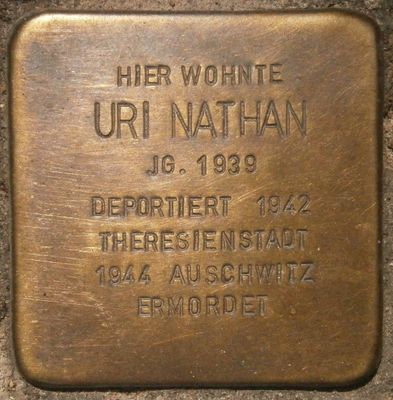 HIER WOHNTE
URI NATHAN
JG. 1939
DEPORTIERT 1942
THERESIENSTADT
1944 AUSCHWITZ
ERMORDET